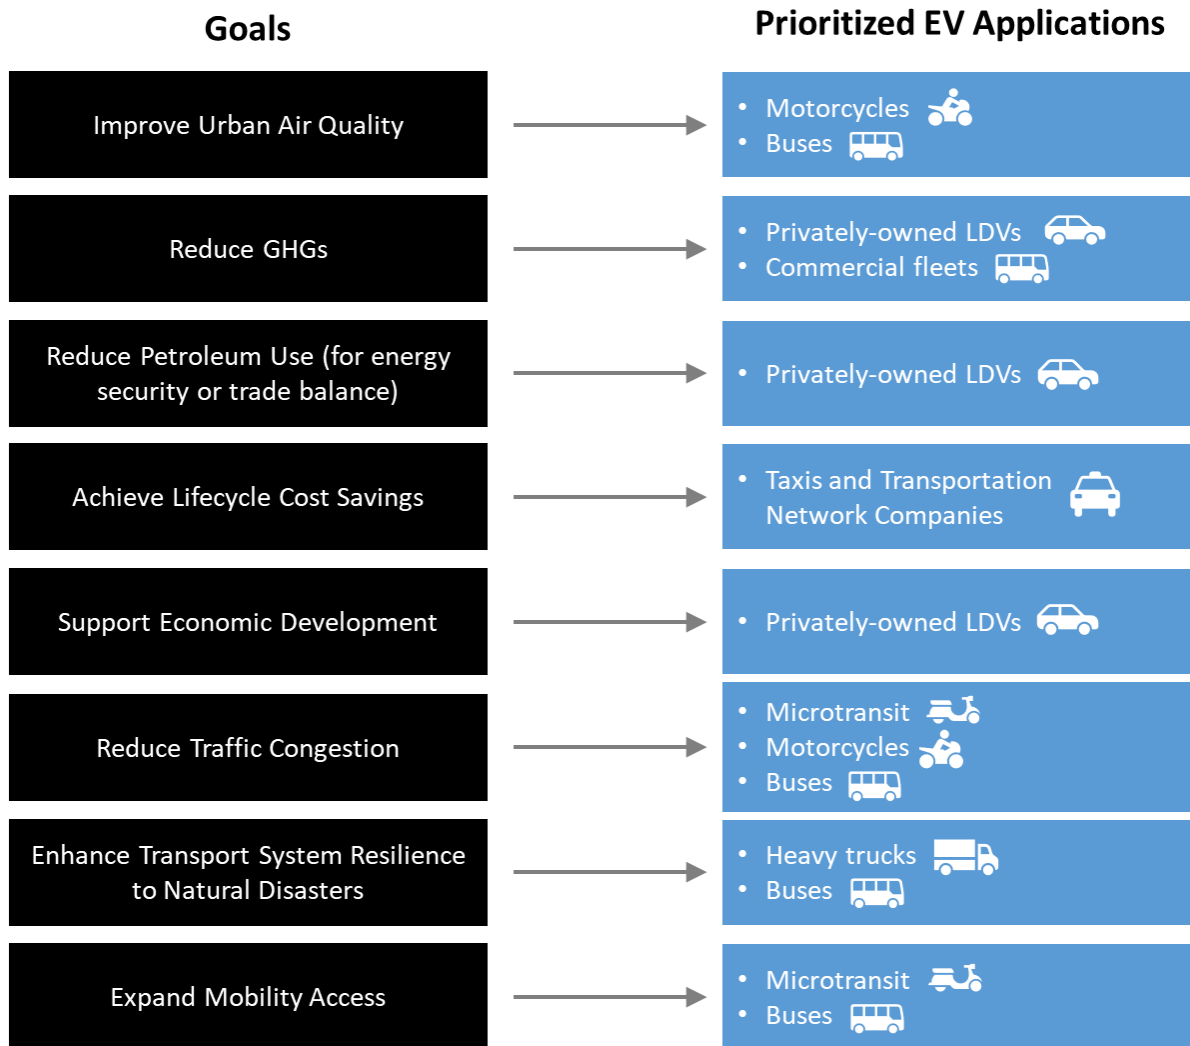 Goals
Prioritized EV Applications
Improve Urban Air Quality
• Motorcycles
• Buses
Reduce GHGs
• Privately-owned LDVs
• Commercial fleets
Reduce Petroleum Use (for energy
security or trade balance)
• Privately-owned LDVs
Achieve Lifecycle Cost Savings
• Taxis and Transportation
Network Companies
Support Economic Development
• Privately-owned LDVs
Reduce Traffic Congestion
• Microtransit
• Motorcycles
• Buses
Enhance Transport System Resilience
to Natural Disasters
• Heavy trucks
• Buses
Expand Mobility Access
• Microtransit
• Buses